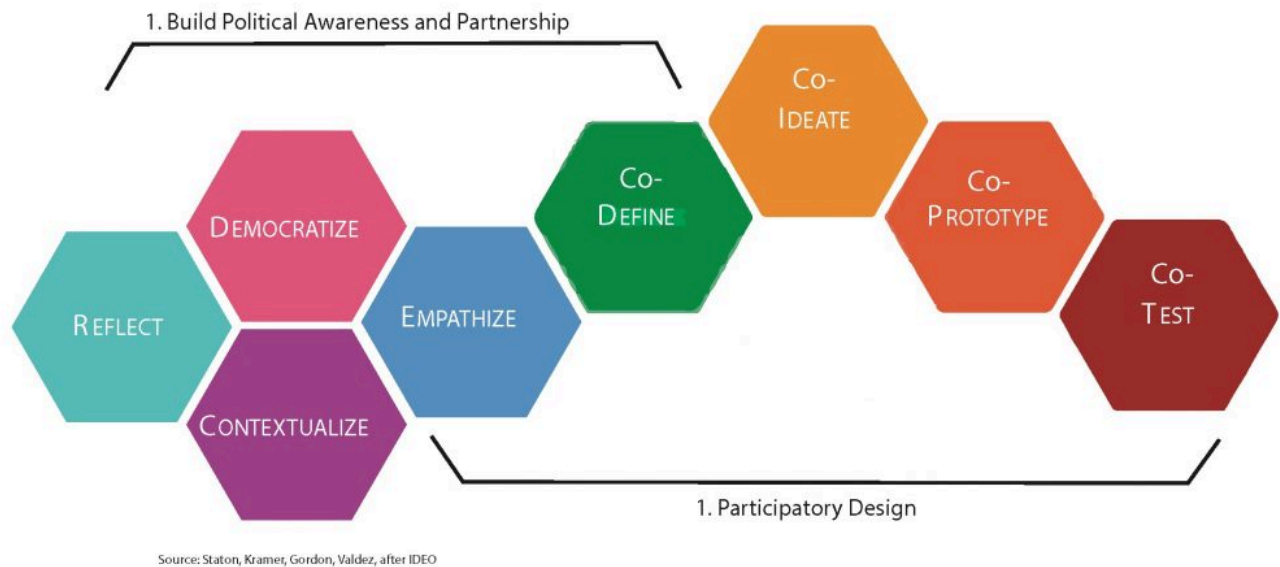 1. Build Political Awareness and Partnership
Co-
IDEATE
Co-
DEFINE
Co-
PROTOTYPE
DEMOCRATIZE
REFLECT
EMPATHIZE
Co-
TEST
CONTEXTUALIZE
1. Participatory Design
Source: Staton, Kramer, Gordon, Valdez, after IDEO